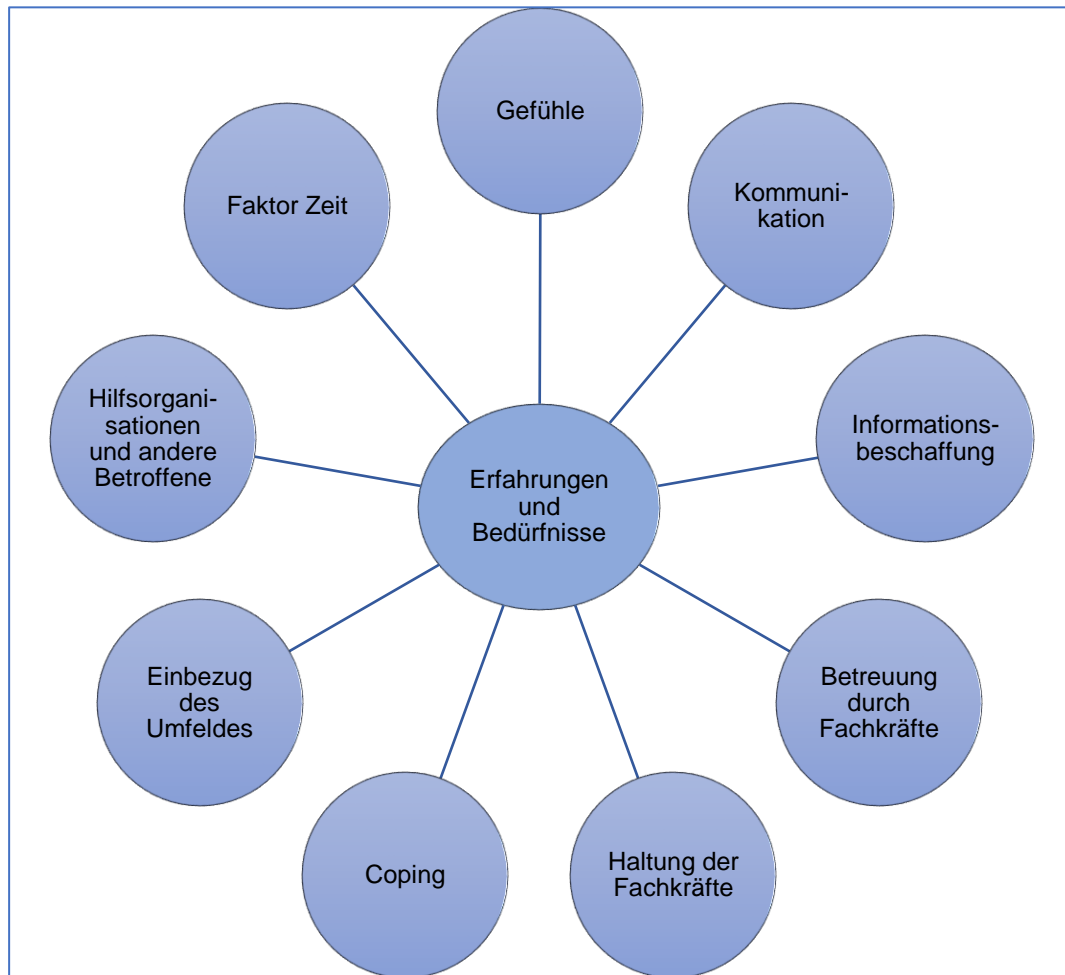 Gefühle
Kommuni-
kation
Informations-
beschaffung
Betreuung
durch
Fachkräfte
Haltung der
Fachkräfte
Coping
Einbezug
des
Umfeldes
Hilfsorgani-
sationen
und andere
Betroffene
Faktor Zeit
Erfahrungen
und
Bedürfnisse